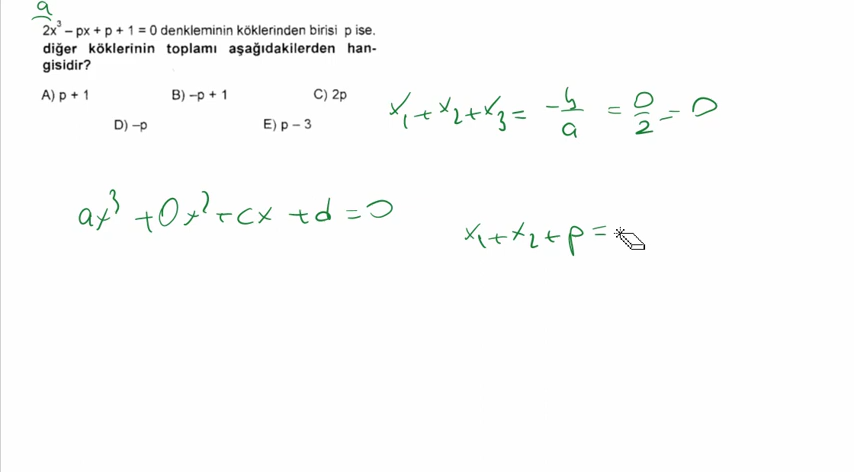 a
2x³ – px + p + 1 = 0 denkleminin köklerinden birisi p ise.
diğer köklerinin toplamı aşağıdakilerden han-
gisidir?
A) p + 1 B) –p + 1 C) 2p
D) –p E) p – 3
x₁ + x₂ + x₃ = -b/a = 0/2 = 0
ax³ + 0x² + cx + d = 0
x₁ + x₂ + p =